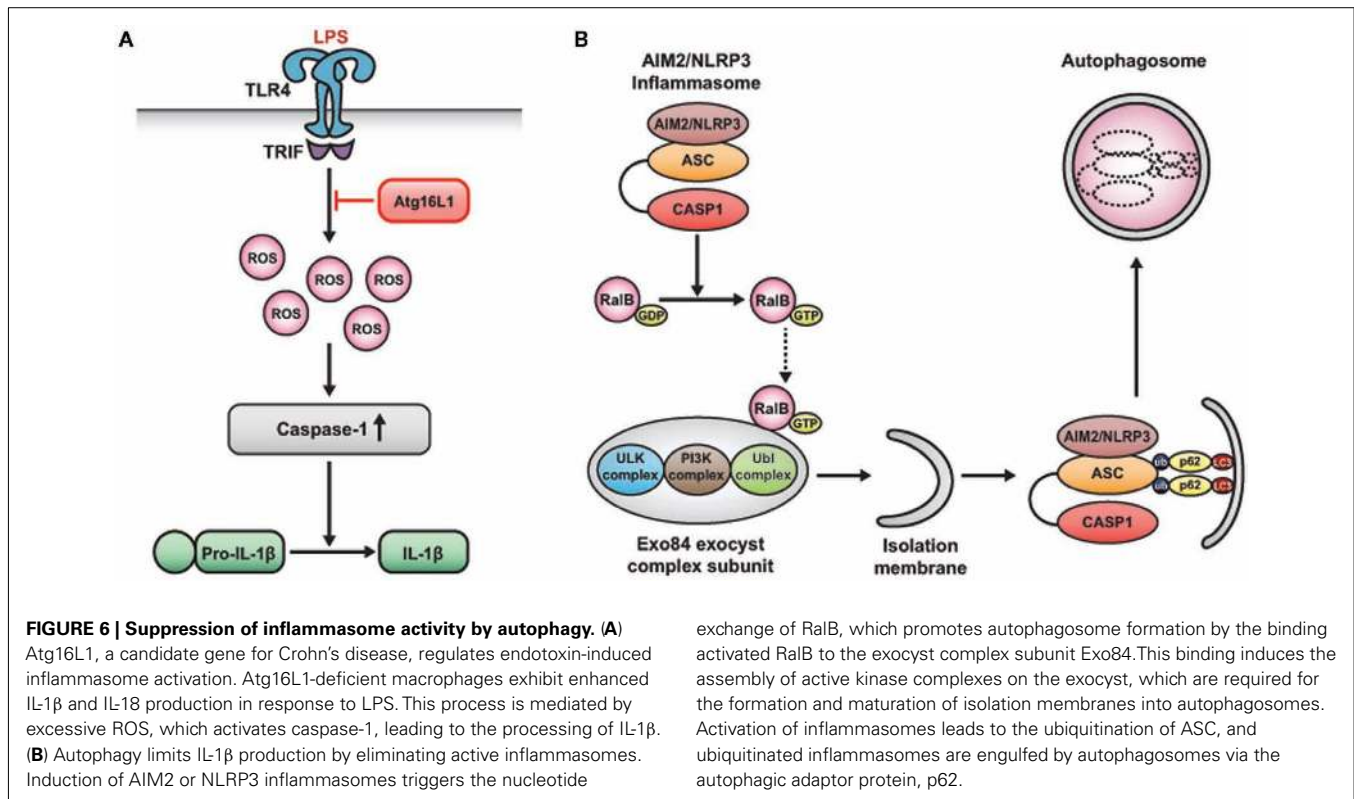 A
LPS
TLR4
TRIF
Atg16L1
ROS
ROS
ROS
ROS
ROS
Caspase-1
Pro-IL-1β
IL-1β
B
AIM2/NLRP3
Inflammasome
AIM2/NLRP3
ASC
CASP1
RalB
GDP
RalB
GTP
RalB
GTP
ULK
complex
PI3K
complex
Ubl
complex
Exo84 exocyst
complex subunit
Isolation
membrane
Autophagosome
AIM2/NLRP3
ASC
CASP1
ub
p62
LC3
ub
p62
LC3
FIGURE 6 | Suppression of inflammasome activity by autophagy. (A)
Atg16L1, a candidate gene for Crohn's disease, regulates endotoxin-induced
inflammasome activation. Atg16L1-deficient macrophages exhibit enhanced
IL-1β and IL-18 production in response to LPS. This process is mediated by
excessive ROS, which activates caspase-1, leading to the processing of IL-1β.
(B) Autophagy limits IL-1β production by eliminating active inflammasomes.
Induction of AIM2 or NLRP3 inflammasomes triggers the nucleotide
exchange of RalB, which promotes autophagosome formation by the binding
activated RalB to the exocyst complex subunit Exo84.This binding induces the
assembly of active kinase complexes on the exocyst, which are required for
the formation and maturation of isolation membranes into autophagosomes.
Activation of inflammasomes leads to the ubiquitination of ASC, and
ubiquitinated inflammasomes are engulfed by autophagosomes via the
autophagic adaptor protein, p62.